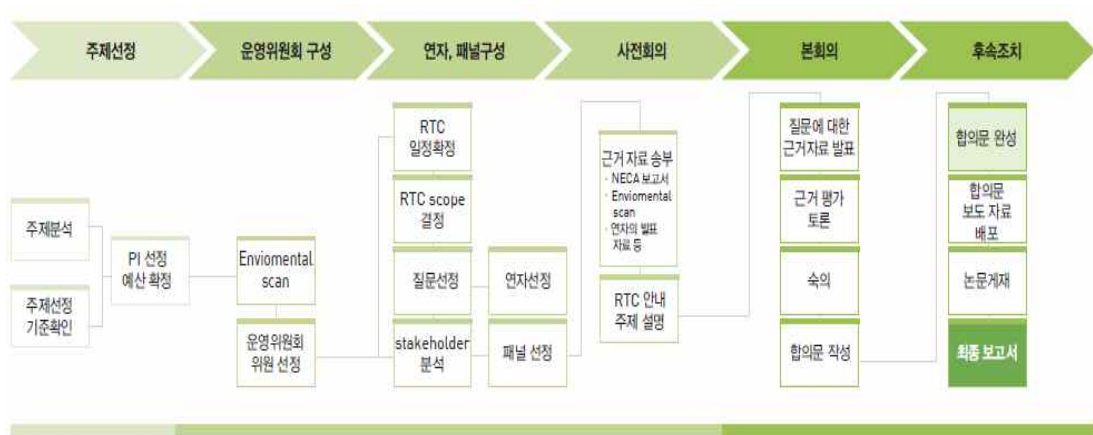 주제선정
운영위원회 구성
연자, 패널구성
사전회의
본회의
후속조치
주제분석
주제선정
기준확인
PI 선정
예산 확정
Enviomental
scan
운영위원회
위원 선정
RTC
일정확정
RTC scope
결정
질문선정
stakeholder
분석
연자선정
패널 선정
근거 자료 송부
· NECA 보고서
· Enviomental
scan
· 연자의 발표
자료 등
RTC 안내
주제 설명
질문에 대한
근거자료 발표
근거 평가
토론
숙의
합의문 작성
합의문 완성
합의문
보도 자료
배포
논문게재
최종 보고서